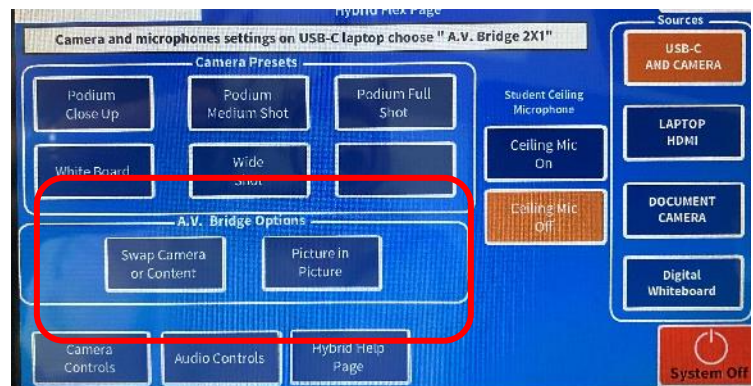 Hybrid Flex Page
Camera and microphones settings on USB-C laptop choose " A.V. Bridge 2X1"
Camera Presets
Podium
Close Up
Podium
Medium Shot
Podium Full
Shot
White Board
Wide
Shot
A.V. Bridge Options
Swap Camera
or Content
Picture in
Picture
Camera
Controls
Audio Controls
Hybrid Help
Page
Student Ceiling
Microphone
Ceiling Mic
On
Ceiling Mic
Off
Sources
USB-C
AND CAMERA
LAPTOP
HDMI
DOCUMENT
CAMERA
Digital
Whiteboard
System Off